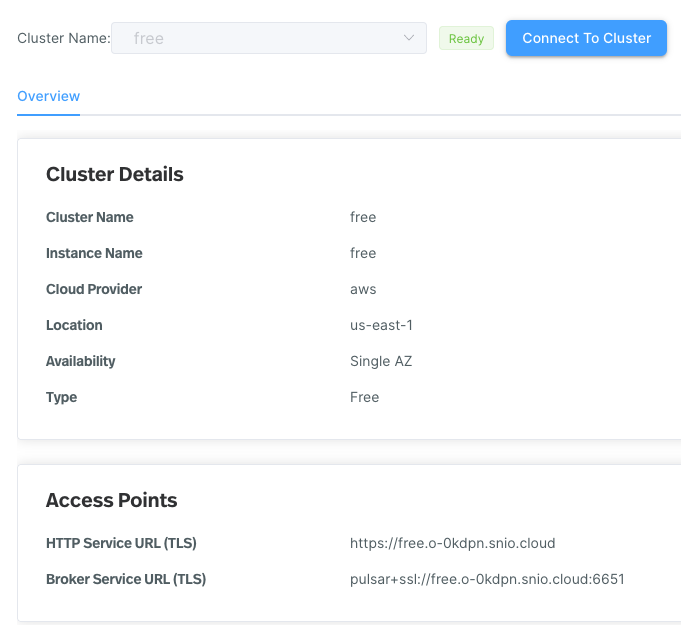 Cluster Name: free Ready Connect To Cluster
Overview
Cluster Details
Cluster Name free
Instance Name free
Cloud Provider aws
Location us-east-1
Availability Single AZ
Type Free
Access Points
HTTP Service URL (TLS) https://free.o-0kdpn.snio.cloud
Broker Service URL (TLS) pulsar+ssl://free.o-0kdpn.snio.cloud:6651